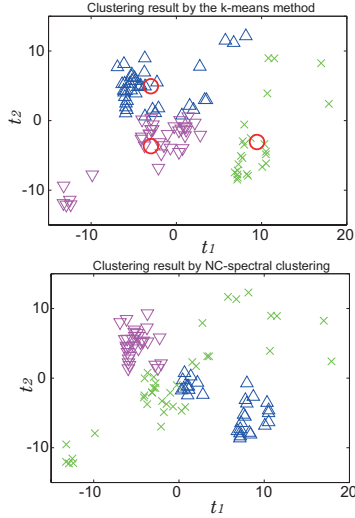 Clustering result by the k-means method
10
0
-10
t2
-10
0
10
20
t1
Clustering result by NC-spectral clustering
10
0
-10
t2
-10
0
10
20
t1